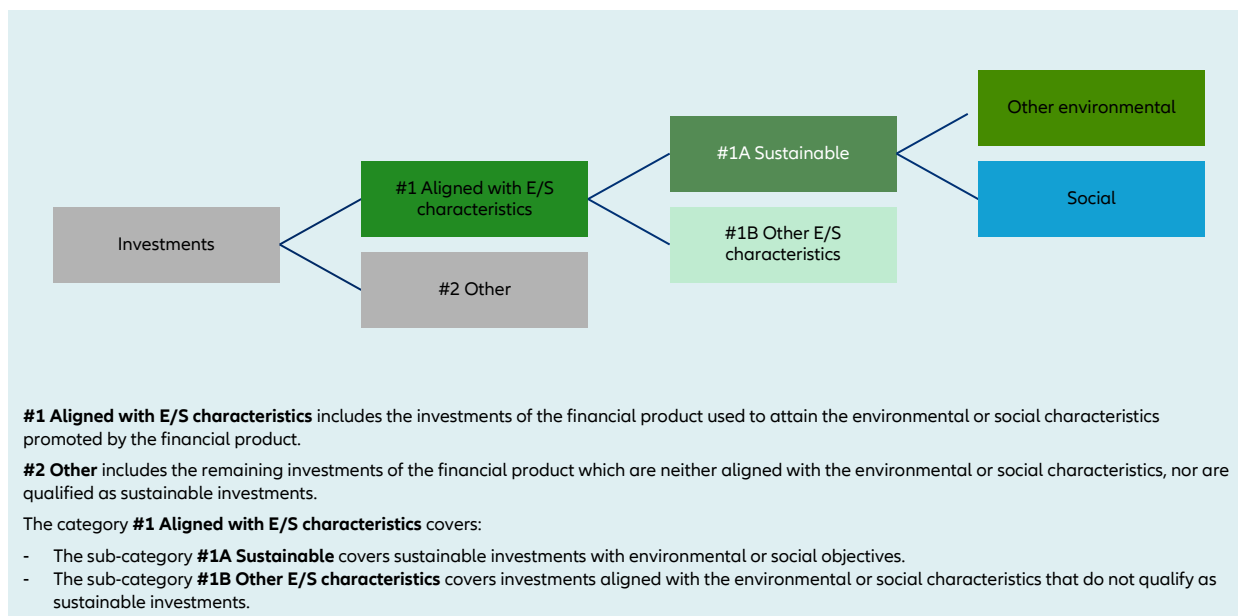 Other environmental
#1A Sustainable
#1 Aligned with E/S
characteristics
Social
Investments
#1B Other E/S
characteristics
#2 Other
#1 Aligned with E/S characteristics includes the investments of the financial product used to attain the environmental or social characteristics
promoted by the financial product.
#2 Other includes the remaining investments of the financial product which are neither aligned with the environmental or social characteristics, nor are
qualified as sustainable investments.
The category #1 Aligned with E/S characteristics covers:
- The sub-category #1A Sustainable covers sustainable investments with environmental or social objectives.
- The sub-category #1B Other E/S characteristics covers investments aligned with the environmental or social characteristics that do not qualify as
sustainable investments.